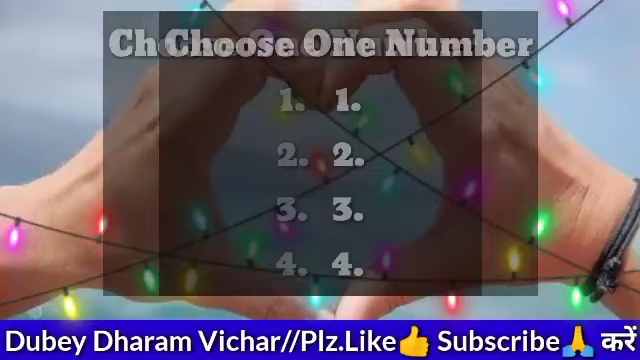 Choose One Number
1. 1.
2. 2.
3. 3.
4. 4.
Dubey Dharam Vichar//Plz.Like👍 Subscribe🙏 करें